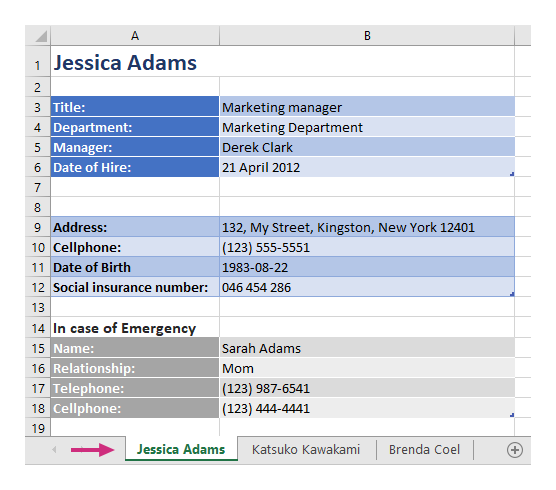 A B
1 Jessica Adams
2
3 Title: Marketing manager
4 Department: Marketing Department
5 Manager: Derek Clark
6 Date of Hire: 21 April 2012
7
8
9 Address: 132, My Street, Kingston, New York 12401
10 Cellphone: (123) 555-5551
11 Date of Birth 1983-08-22
12 Social insurance number: 046 454 286
13
14 In case of Emergency
15 Name: Sarah Adams
16 Relationship: Mom
17 Telephone: (123) 987-6541
18 Cellphone: (123) 444-4441
19
Jessica Adams Katsuko Kawakami Brenda Coel